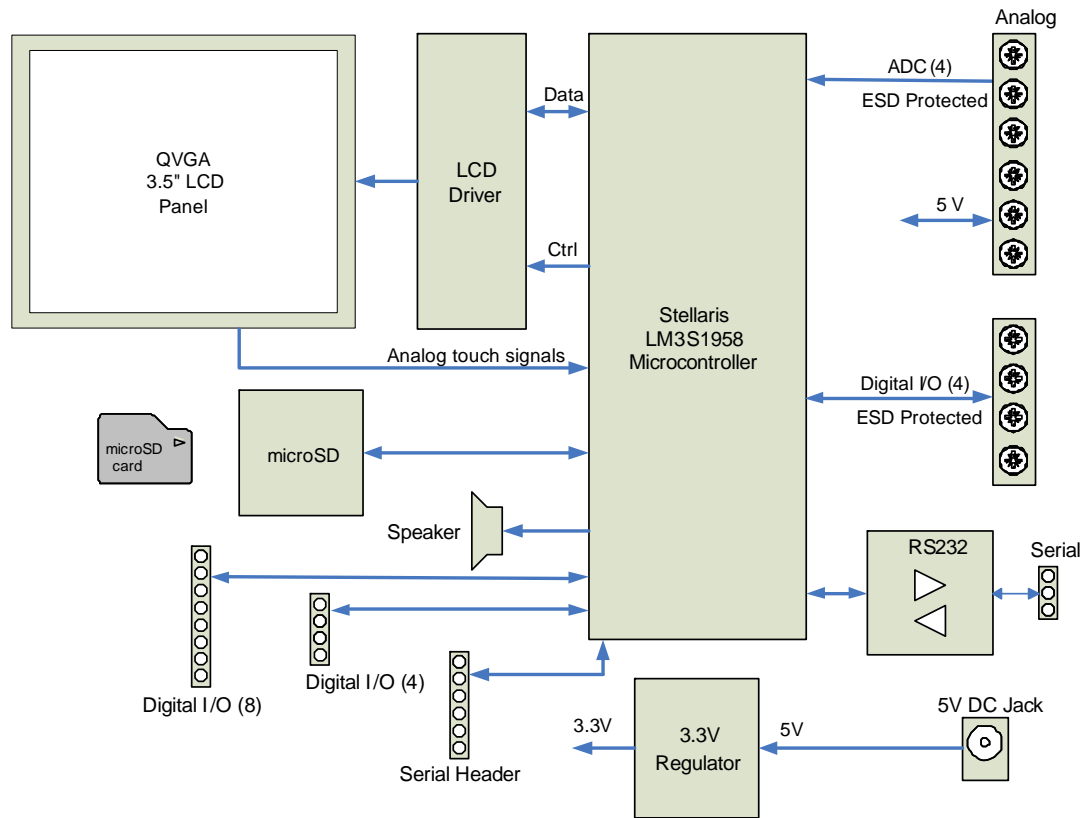 Analog
ADC (4)
ESD Protected
Data
QVGA
3.5" LCD
Panel
LCD
Driver
5 V
Ctrl
Stellaris
LM3S1958
Microcontroller
Analog touch signals
Digital I/O (4)
ESD Protected
microSD
card
microSD
Speaker
RS232
Serial
Digital I/O (4)
Digital I/O (8)
5V DC Jack
3.3V
3.3V
Regulator
5V
Serial Header